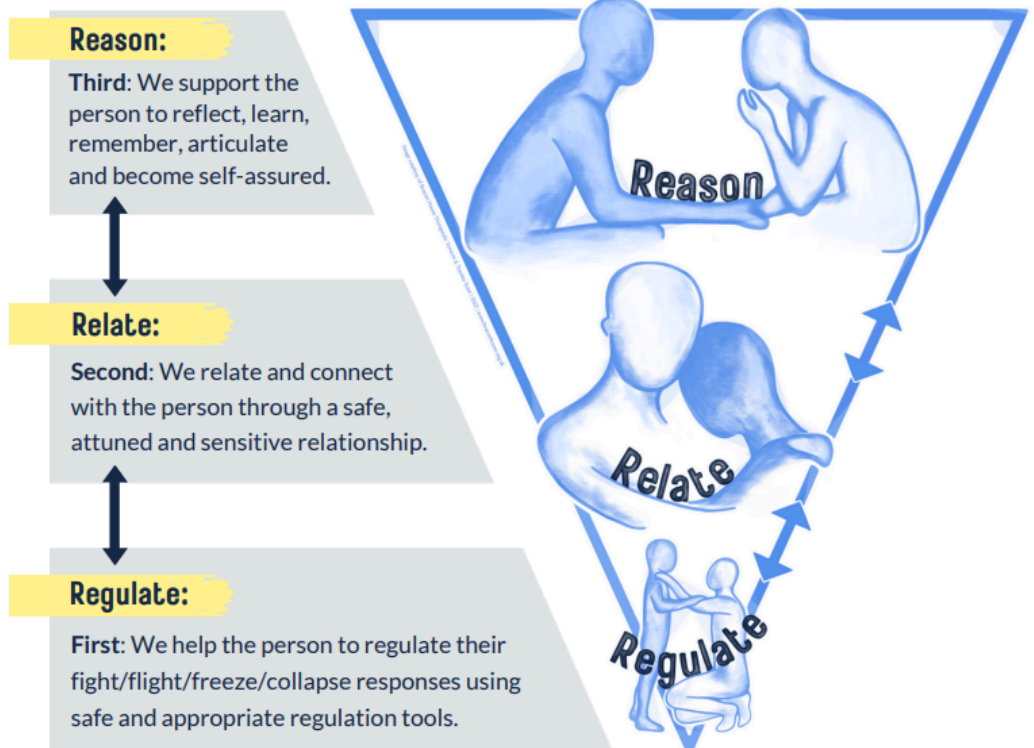 Reason:
Third: We support the
person to reflect, learn,
remember, articulate
and become self-assured.
Relate:
Second: We relate and connect
with the person through a safe,
attuned and sensitive relationship.
Regulate:
First: We help the person to regulate their
fight/flight/freeze/collapse responses using
safe and appropriate regulation tools.
Reason
Relate
Regulate